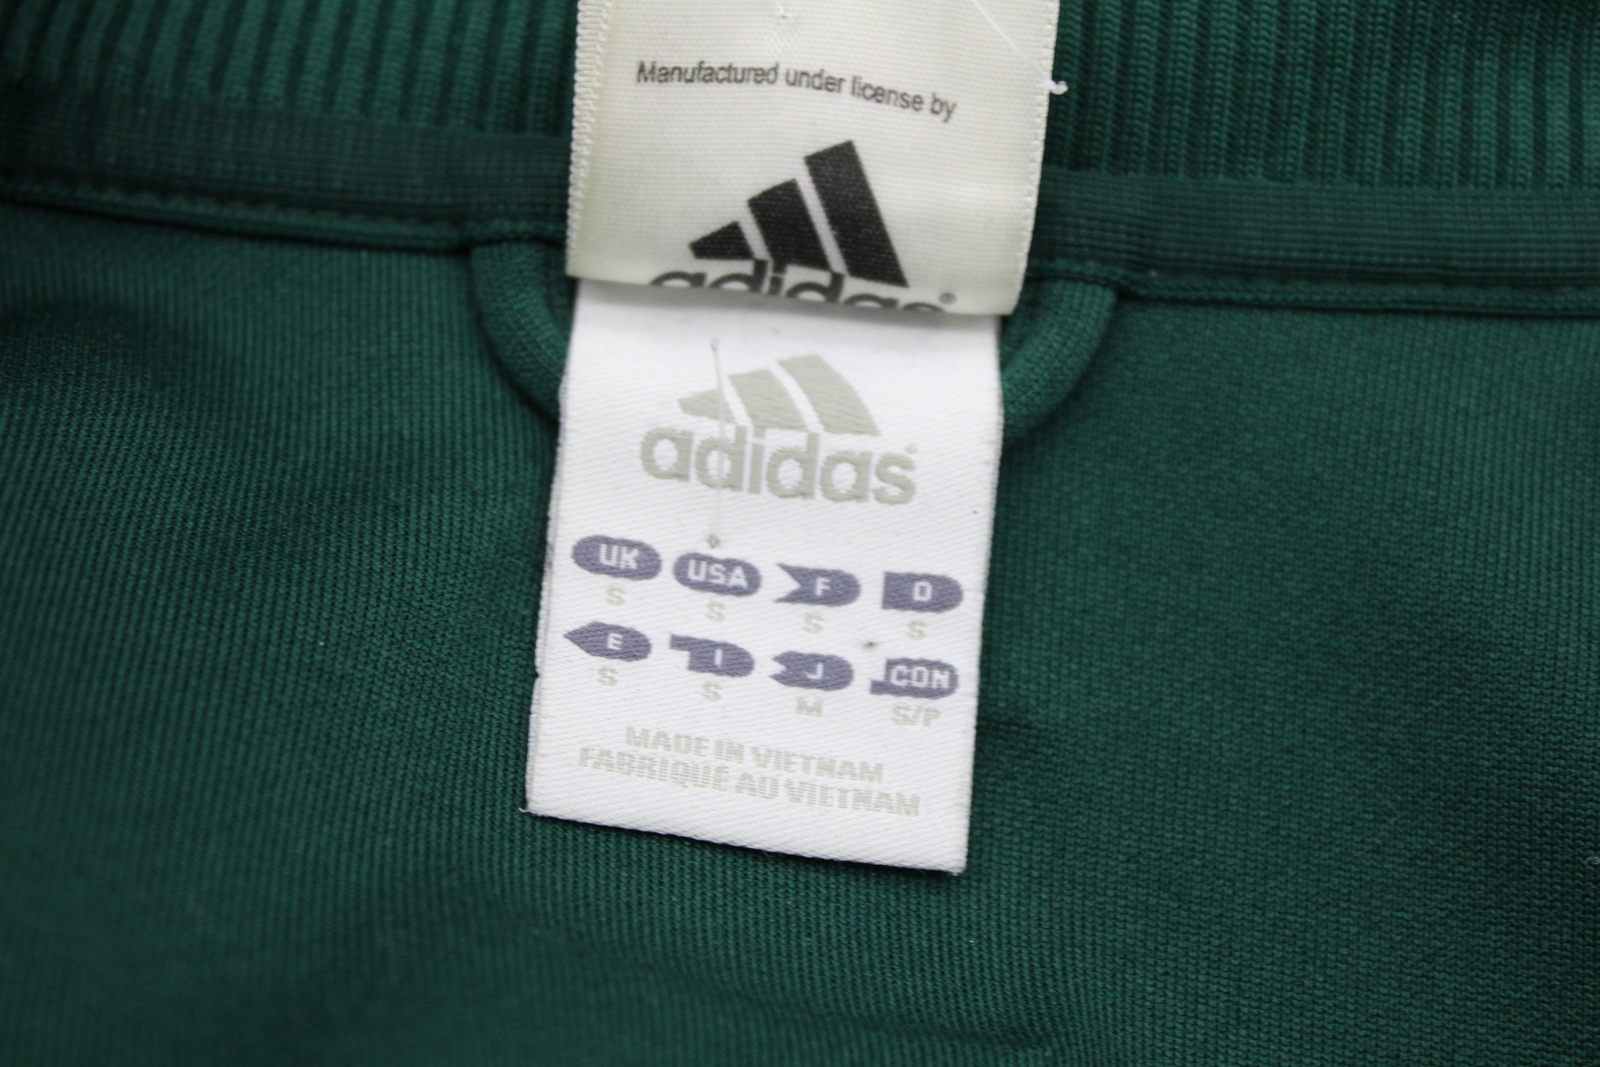 Manufactured under license by
adidas®
adidas
UK USA F D
S S S S
E I J CON
S S M S/P
MADE IN VIETNAM
FABRIQUÉ AU VIETNAM